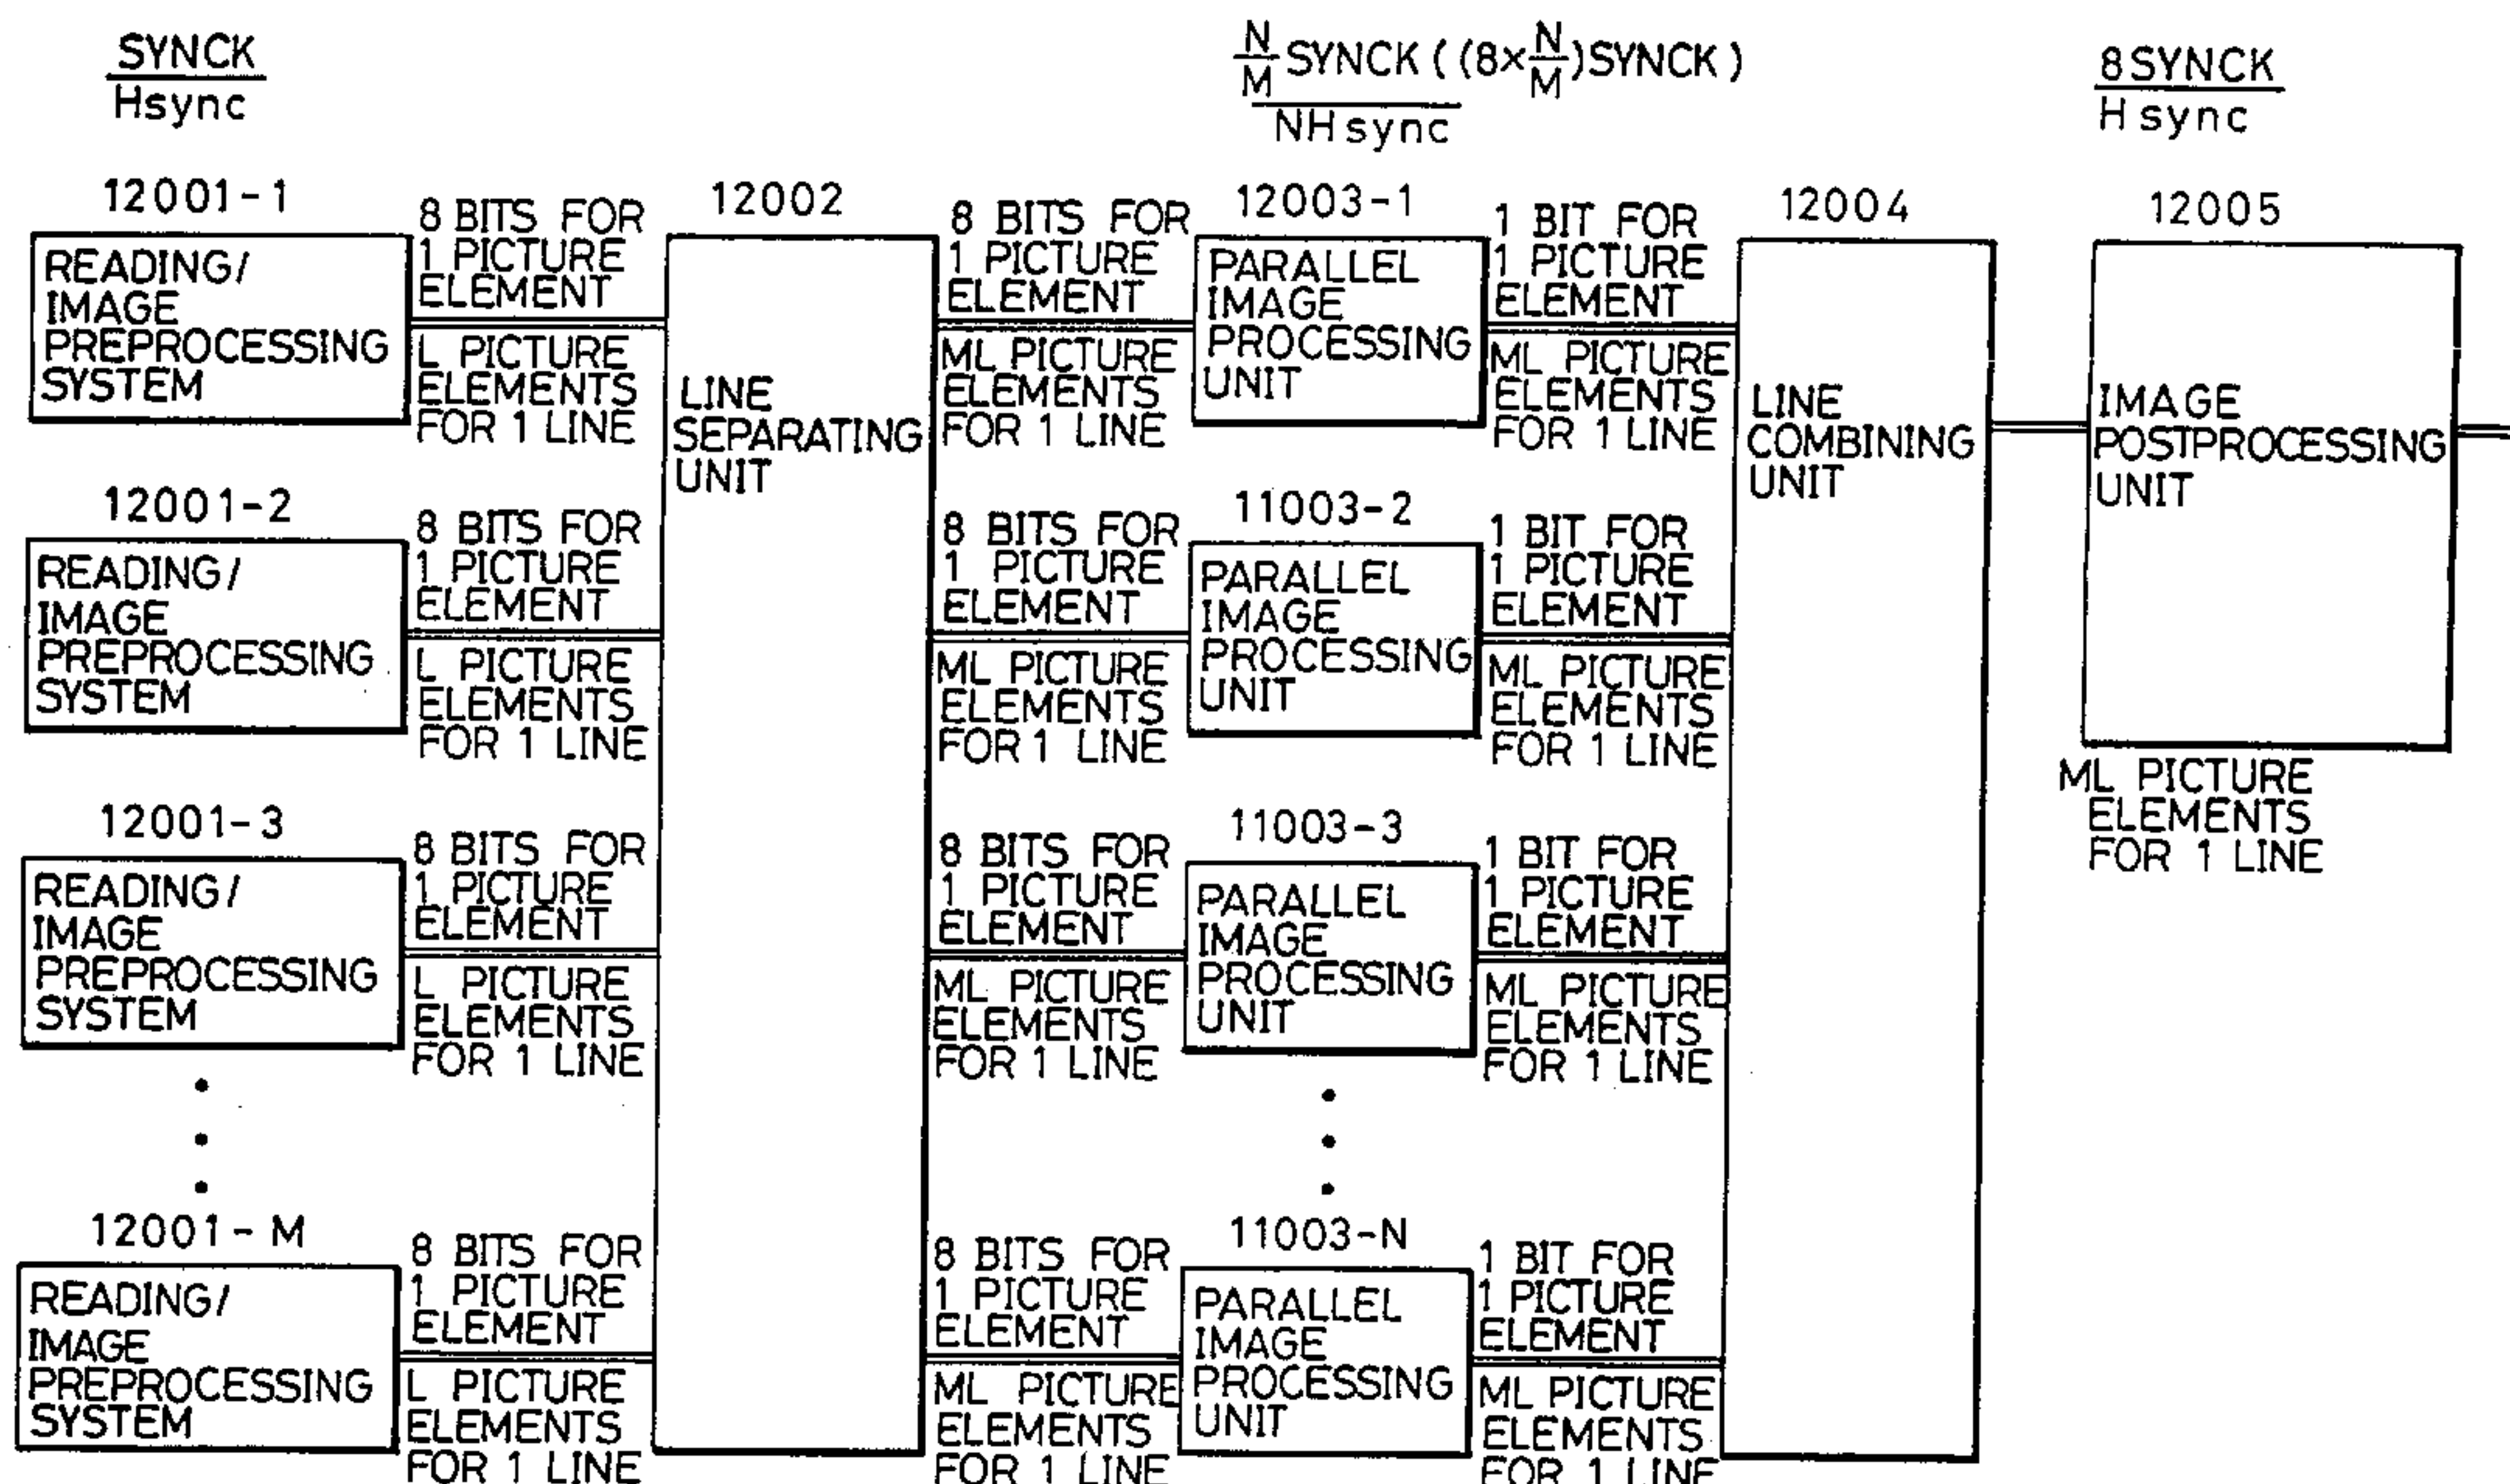 SYNCK
Hsync
N/M SYNCK ((8×N/M)SYNCK)
NHsync
8SYNCK
Hsync
12001-1
8 BITS FOR
1 PICTURE
ELEMENT
READING/
IMAGE
PREPROCESSING
SYSTEM
L PICTURE
ELEMENTS
FOR 1 LINE
12001-2
8 BITS FOR
1 PICTURE
ELEMENT
READING/
IMAGE
PREPROCESSING
SYSTEM
L PICTURE
ELEMENTS
FOR 1 LINE
12001-3
8 BITS FOR
1 PICTURE
ELEMENT
READING/
IMAGE
PREPROCESSING
SYSTEM
L PICTURE
ELEMENTS
FOR 1 LINE
12001-M
8 BITS FOR
1 PICTURE
ELEMENT
READING/
IMAGE
PREPROCESSING
SYSTEM
L PICTURE
ELEMENTS
FOR 1 LINE
12002
LINE
SEPARATING
UNIT
8 BITS FOR
1 PICTURE
ELEMENT
ML PICTURE
ELEMENTS
FOR 1 LINE
12003-1
PARALLEL
IMAGE
PROCESSING
UNIT
1 BIT FOR
1 PICTURE
ELEMENT
ML PICTURE
ELEMENTS
FOR 1 LINE
8 BITS FOR
1 PICTURE
ELEMENT
ML PICTURE
ELEMENTS
FOR 1 LINE
11003-2
PARALLEL
IMAGE
PROCESSING
UNIT
1 BIT FOR
1 PICTURE
ELEMENT
ML PICTURE
ELEMENTS
FOR 1 LINE
8 BITS FOR
1 PICTURE
ELEMENT
ML PICTURE
ELEMENTS
FOR 1 LINE
11003-3
PARALLEL
IMAGE
PROCESSING
UNIT
1 BIT FOR
1 PICTURE
ELEMENT
ML PICTURE
ELEMENTS
FOR 1 LINE
8 BITS FOR
1 PICTURE
ELEMENT
ML PICTURE
ELEMENTS
FOR 1 LINE
11003-N
PARALLEL
IMAGE
PROCESSING
UNIT
1 BIT FOR
1 PICTURE
ELEMENT
ML PICTURE
ELEMENTS
FOR 1 LINE
12004
LINE
COMBINING
UNIT
12005
IMAGE
POSTPROCESSING
UNIT
ML PICTURE
ELEMENTS
FOR 1 LINE